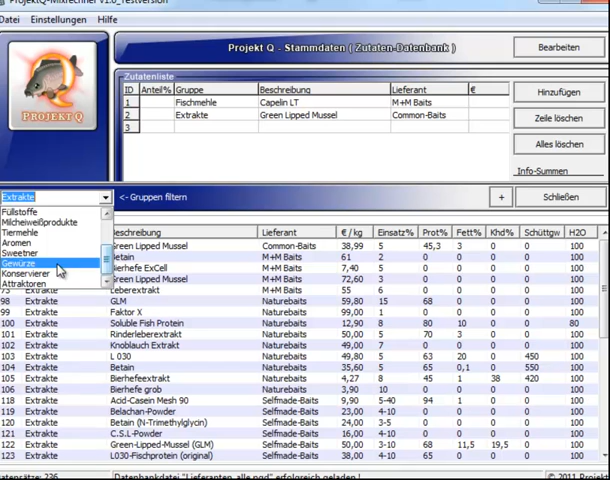 ProjektQ-Mixrechner v1.0_Testversion
Datei Einstellungen Hilfe
PROJEKT Q
Projekt Q - Stammdaten ( Zutaten-Datenbank )
Bearbeiten
Zutatenliste
ID Anteil% Gruppe Beschreibung Lieferant €
1 Fischmehle Capelin LT M+M Baits
2 Extrakte Green Lipped Mussel Common-Baits
3
Hinzufügen
Zeile löschen
Alles löschen
Info-Summen
Extrakte
<- Gruppen filtern
+
Schließen
Füllstoffe
Milcheiweißprodukte
Tiermehle
Aromen
Sweetner
Gewürze
Konservierer
Attraktoren
Beschreibung Lieferant € / kg Einsatz% Prot% Fett% Khd% Schüttgw H2O
Green Lipped Mussel Common-Baits 38,99 5 45,3 3 100
Betain M+M Baits 61 2 0 0 0 0 100
Bierhefe ExCell M+M Baits 7,40 5 0 0 0 0 100
Green Lipped Mussel M+M Baits 72,60 3 0 0 0 0 100
Leberextrakt M+M Baits 55 5 0 0 0 0 100
98 Extrakte GLM Naturebaits 59,80 15 68 0 0 0 100
99 Extrakte Faktor X Naturebaits 99,00 1 0 0 0 0 100
100 Extrakte Soluble Fish Protein Naturebaits 12,90 8 80 10 0 0 80
101 Extrakte Rinderleberextrakt Naturebaits 50,00 5 70 3 0 0 100
102 Extrakte Knoblauch Extrakt Naturebaits 46,00 2 0 0 0 0 100
103 Extrakte L 030 Naturebaits 49,80 5 63 20 0 450 100
104 Extrakte Betain Naturebaits 56,60 5 67 0,1 0 550 100
105 Extrakte Bierhefeextrakt Naturebaits 4,27 8 45 1 38 420 100
106 Extrakte Bierhefe grob Naturebaits 3,90 10 0 0 0 0 100
118 Extrakte Acid-Casein Mesh 90 Selfmade-Baits 13,00 5-40 94 1 0 0 100
119 Extrakte Belachan-Powder Selfmade-Baits 23,00 4-10 0 0 0 0 100
120 Extrakte Betain (N-Trimethylglycin) Selfmade-Baits 24,00 3-5 0 0 0 0 100
121 Extrakte C.S.L-Powder Selfmade-Baits 15,00 4-10 0 0 0 0 100
122 Extrakte Green-Lipped-Mussel (GLM) Selfmade-Baits 50,00 3-10 68 11,5 19,5 0 100
123 Extrakte L030-Fischprotein (original) Selfmade-Baits 45,00 4-10 0 0 0 0 100
Datensätze: 236
Datenbankdatei "Lieferanten_alle.pqd" erfolgreich geladen !
© 2011 Projekt